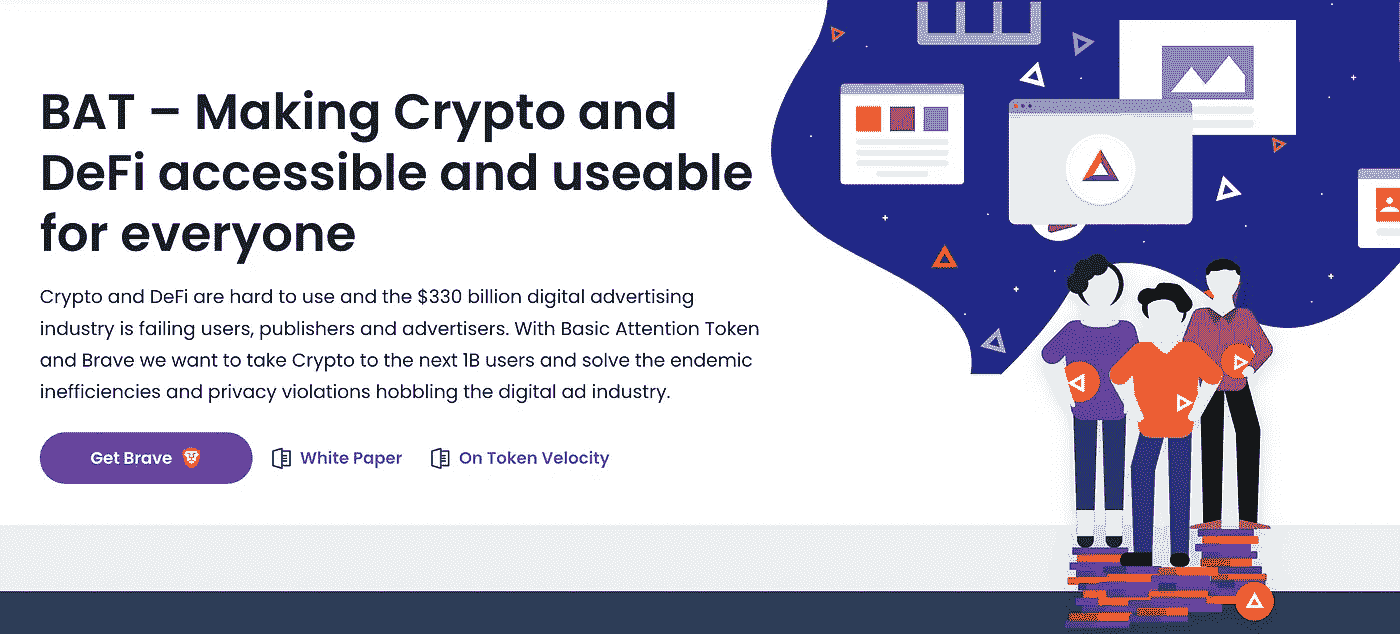 BAT – Making Crypto and
DeFi accessible and useable
for everyone
Crypto and DeFi are hard to use and the $330 billion digital advertising
industry is failing users, publishers and advertisers. With Basic Attention Token
and Brave we want to take Crypto to the next 1B users and solve the endemic
inefficiencies and privacy violations hobbling the digital ad industry.
Get Brave White Paper On Token Velocity